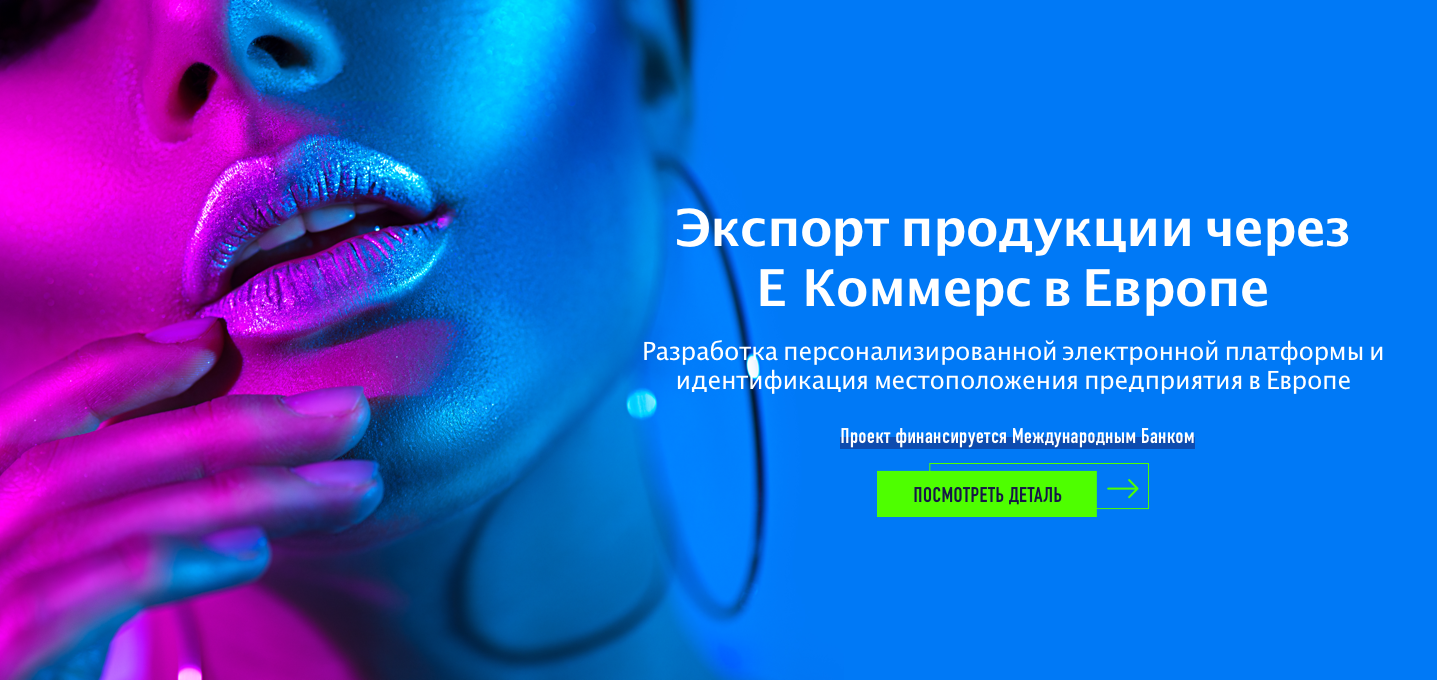 Экспорт продукции через
Е Коммерс в Европе
Разработка персонализированной электронной платформы и
идентификация местоположения предприятия в Европе
Проект финансируется Международным Банком
ПОСМОТРЕТЬ ДЕТАЛЬ